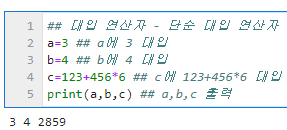 1 ## 대입 연산자 - 단순 대입 연산자
2 a=3 ## a에 3 대입
3 b=4 ## b에 4 대입
4 c=123+456*6 ## c에 123+456*6 대입
5 print(a,b,c) ## a,b,c 출력
3 4 2859